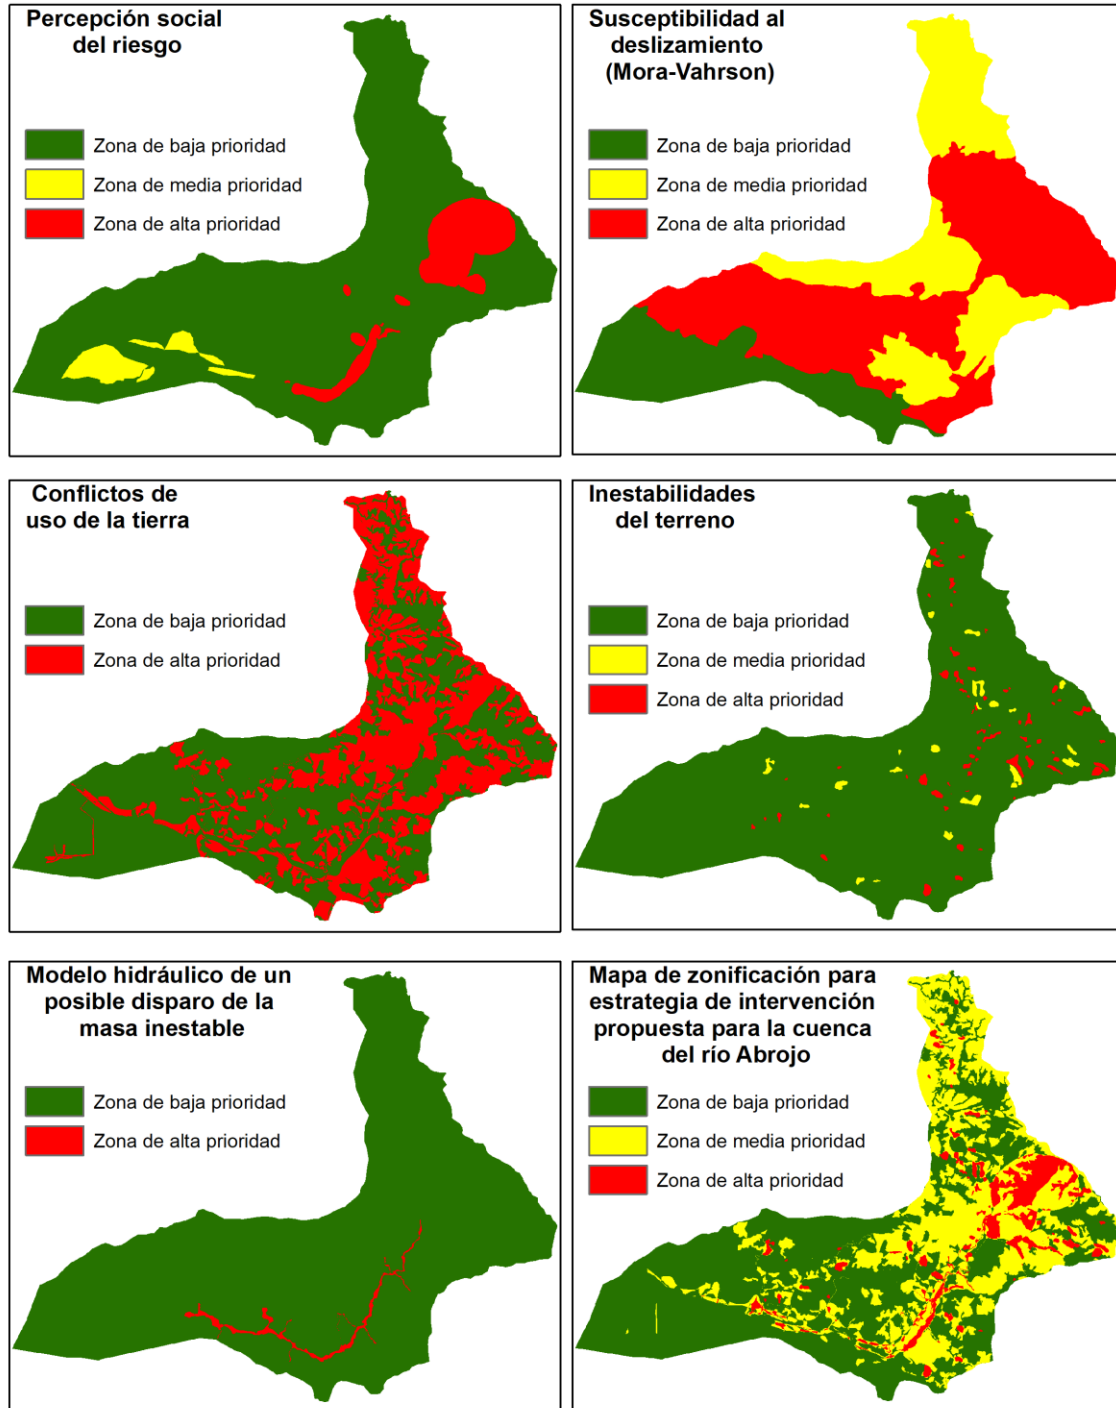 Percepción social
del riesgo
Zona de baja prioridad
Zona de media prioridad
Zona de alta prioridad
Susceptibilidad al
deslizamiento
(Mora-Vahrson)
Zona de baja prioridad
Zona de media prioridad
Zona de alta prioridad
Conflictos de
uso de la tierra
Zona de baja prioridad
Zona de alta prioridad
Inestabilidades
del terreno
Zona de baja prioridad
Zona de media prioridad
Zona de alta prioridad
Modelo hidráulico de un
posible disparo de la
masa inestable
Zona de baja prioridad
Zona de alta prioridad
Mapa de zonificación para
estrategia de intervención
propuesta para la cuenca
del río Abrojo
Zona de baja prioridad
Zona de media prioridad
Zona de alta prioridad